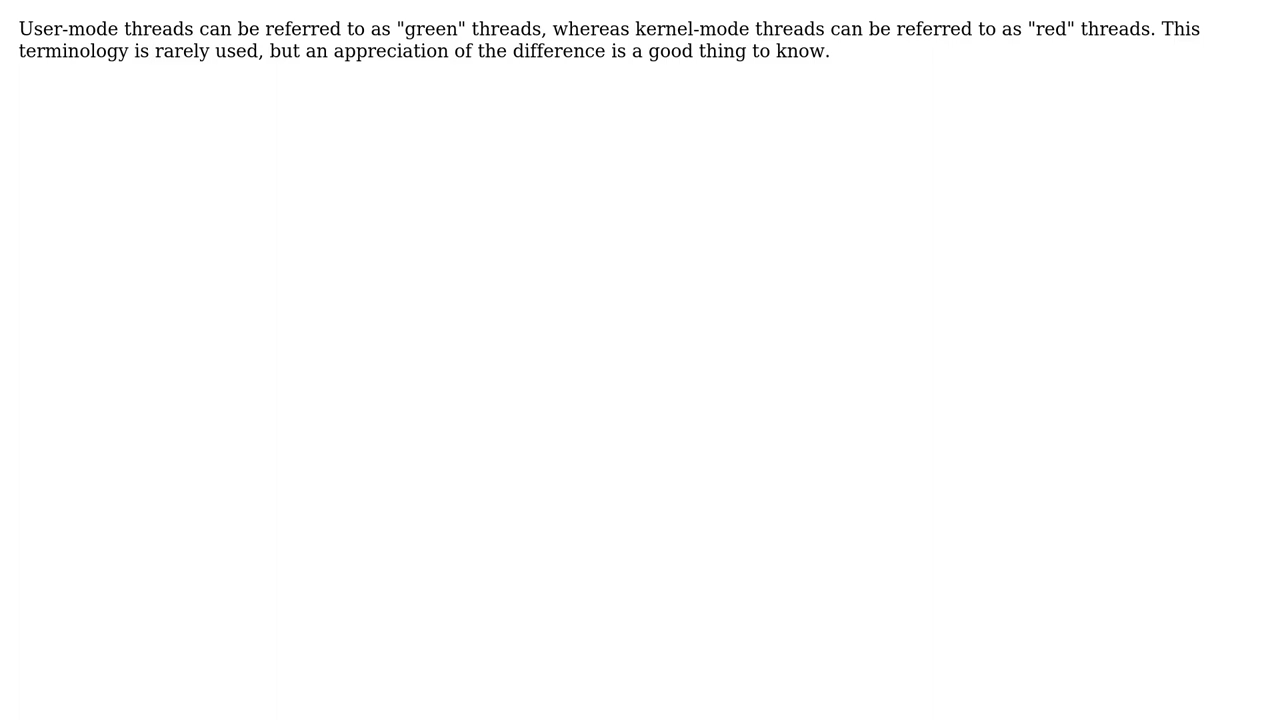 User-mode threads can be referred to as "green" threads, whereas kernel-mode threads can be referred to as "red" threads. This
terminology is rarely used, but an appreciation of the difference is a good thing to know.